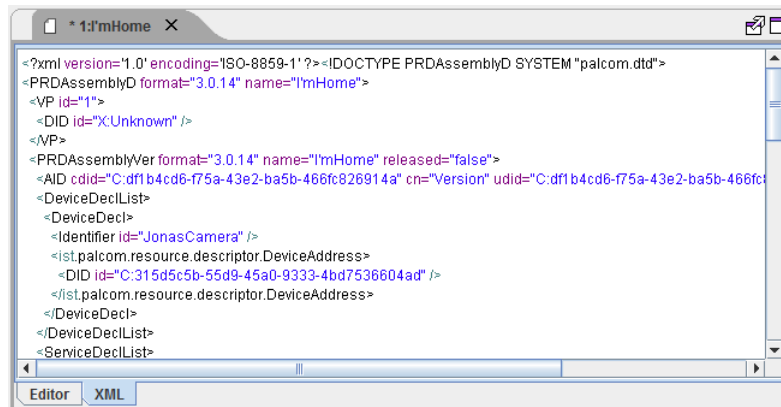 * 1:I'mHome X
<?xml version='1.0' encoding='ISO-8859-1' ?><!DOCTYPE PRDAssemblyD SYSTEM "palcom.dtd">
<PRDAssemblyD format="3.0.14" name="I'mHome">
<VP id="1">
<DID id="X:Unknown" />
</VP>
<PRDAssemblyVer format="3.0.14" name="I'mHome" released="false">
<AID cdid="C:df1b4cd6-f75a-43e2-ba5b-466fc826914a" cn="Version" udid="C:df1b4cd6-f75a-43e2-ba5b-466fc8
<DeviceDeclList>
<DeviceDecl>
<Identifier id="JonasCamera" />
<ist.palcom.resource.descriptor.DeviceAddress>
<DID id="C:315d5c5b-55d9-45a0-9333-4bd7536604ad" />
</ist.palcom.resource.descriptor.DeviceAddress>
</DeviceDecl>
</DeviceDeclList>
<ServiceDeclList>
Editor XML